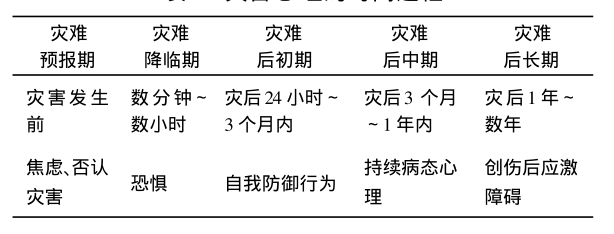 灾难 灾难 灾难 灾难 灾难
预报期 降临期 后初期 后中期 后长期
灾害发生 数分钟~ 灾后24小时~ 灾后3个月 灾后1年~
前 数小时 3个月内 ~1年内 数年
焦虑、否认 恐惧 自我防御行为 持续病态心 创伤后应激
灾害 理 障碍